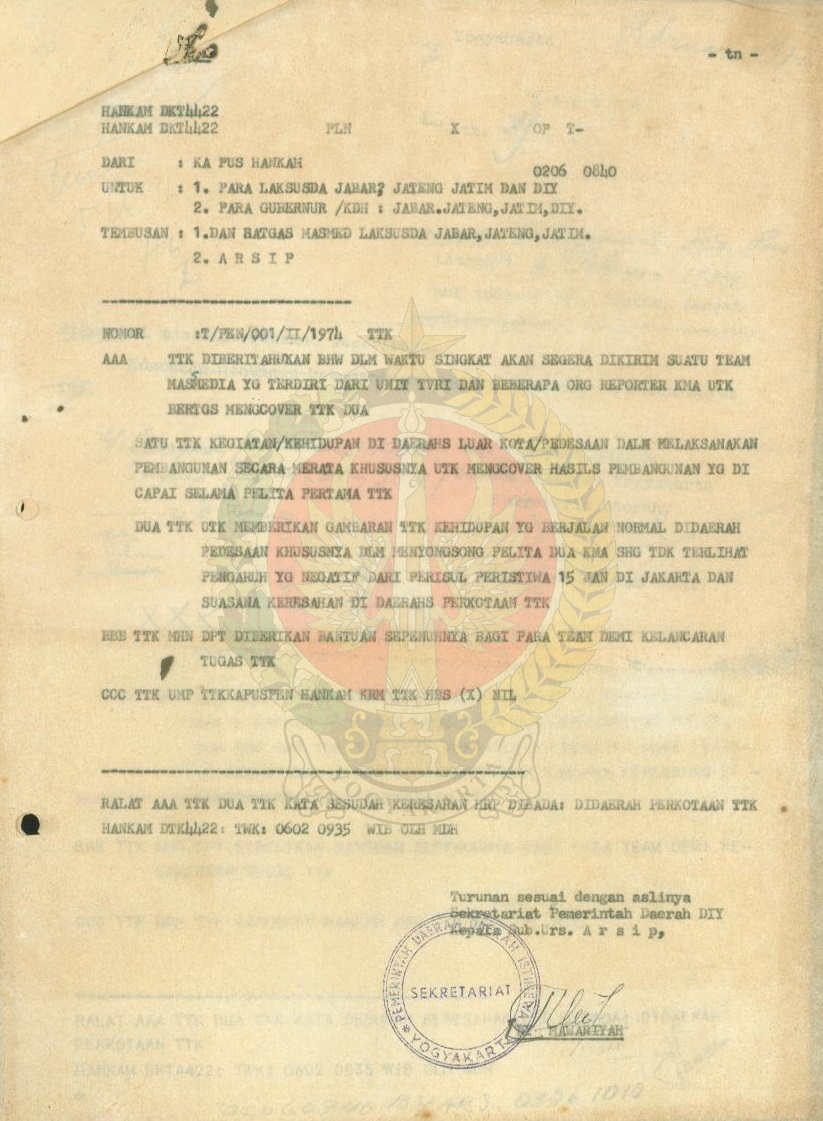 - tn -
HANKAM DKT4422
HANKAM DKT4422 PLN X OP T-
DARI : KA PUS HANKAH
0206 0840
UNTUK : 1. PARA LAKSUSDA JABAR, JATENG JATIM DAN DIY
2. PARA GUBERNUR /KDH : JABAR.JATENG,JATIM,DIY.
TEMBUSAN : 1.DAN SATGAS MASMED LAKSUSDA JABAR,JATENG,JATIM.
2. A R S I P
NOMOR :T/PEN/001/II/1974 TTK
AAA TTK DIBERITAHUKAN BHW DLM WAKTU SINGKAT AKAN SEGERA DIKIRIM SUATU TEAM
MASMEDIA YG TERDIRI DARI UNIT TVRI DAN BEBERAPA ORG REPORTER KMA UTK
BERTGS MENGCOVER TTK DUA
SATU TTK KEGIATAN/KEHIDUPAN DI DAERAHS LUAR KOTA/PEDESAAN DALM MELAKSANAKAN
PEMBANGUNAN SECARA MERATA KHUSUSNYA UTK MENGCOVER HASILS PEMBANGUNAN YG DI
CAPAI SELAMA PELITA PERTAMA TTK
DUA TTK UTK MEMBERIKAN GAMBARAN TTK KEHIDUPAN YG BERJALAN NORMAL DIDAERAH
PEDESAAN KHUSUSNYA DLM MENYONGSONG PELITA DUA KMA SHG TDK TERLIHAT
PENGARUH YG NEGATIF DARI PERISUL PERISTIWA 15 JAN DI JAKARTA DAN
SUASANA KERESAHAN DI DAERAHS PERKOTAAN TTK
BBB TTK MHN DPT DIBERIKAN BANTUAN SEPENUHNYA BAGI PARA TEAM DEMI KELANCARAN
TUGAS TTK
CCC TTK UMP TTKKAPUSPEN HANKAM KRM TTK HBS (X) NIL
RALAT AAA TTK DUA TTK KATA SESUDAH KERESAHAN HRP DIBADA: DIDAERAH PERKOTAAN TTK
HANKAM DTK4422: TWK: 0602 0935 WIB OLH MDH
Turunan sesuai dengan aslinya
Sekretariat Pemerintah Daerah DIY
Kepala Sub.Urs. A r s i p,
PEMERINTAH DAERAH DAERAH ISTIMEWA
SEKRETARIAT
YOGYAKARTA
MAWARIYAH